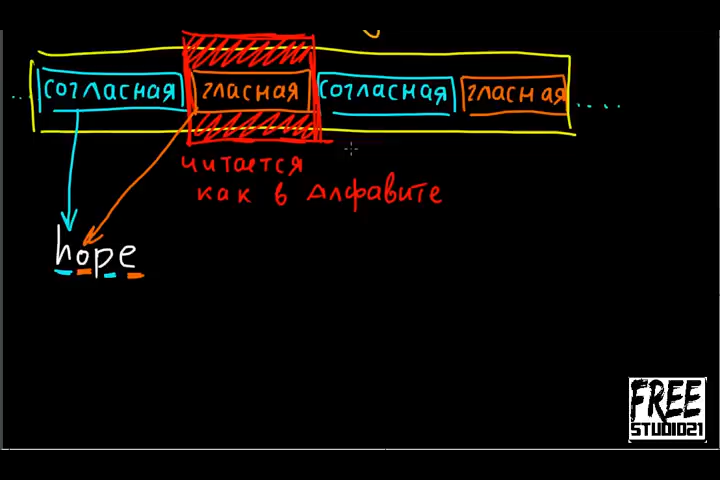 ..согласная гласная согласная гласная....
читается
как в алфавите
hope
FREE
STUDIO21